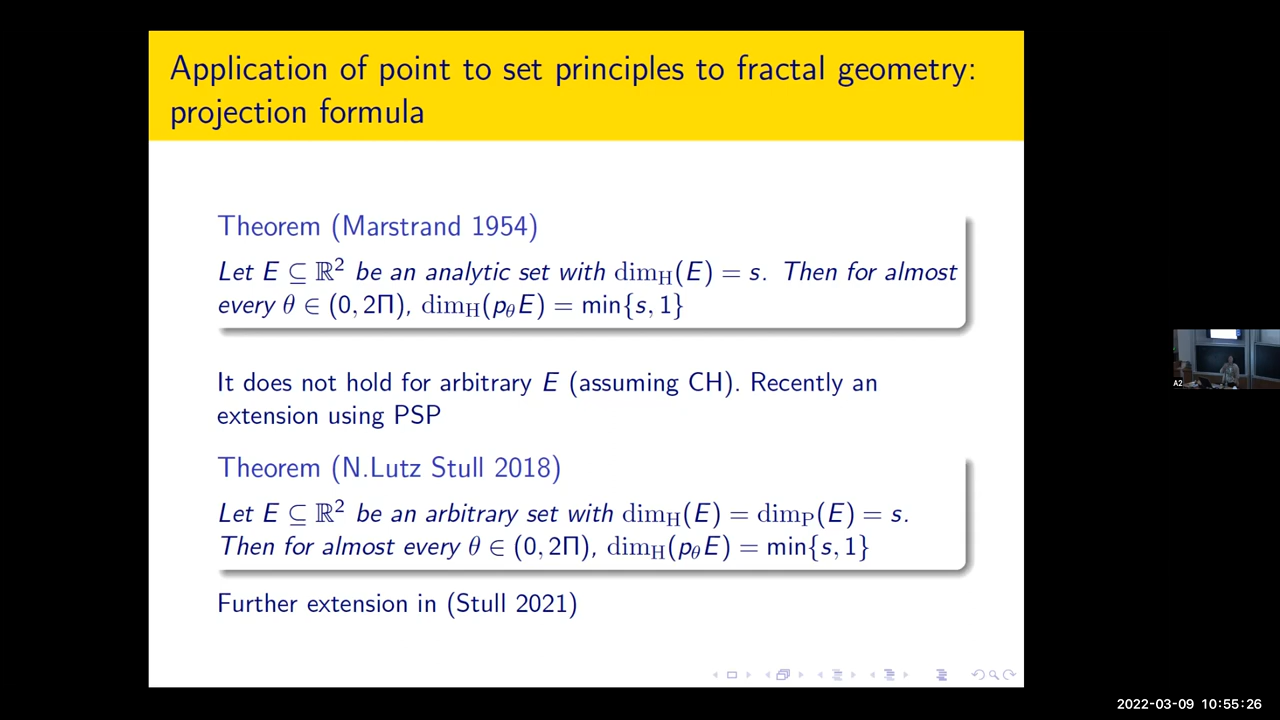 Application of point to set principles to fractal geometry:
projection formula
Theorem (Marstrand 1954)
Let E ⊆ ℝ² be an analytic set with dim_H(E) = s. Then for almost
every θ ∈ (0, 2Π), dim_H(p_θE) = min{s, 1}
It does not hold for arbitrary E (assuming CH). Recently an
extension using PSP
Theorem (N.Lutz Stull 2018)
Let E ⊆ ℝ² be an arbitrary set with dim_H(E) = dim_P(E) = s.
Then for almost every θ ∈ (0, 2Π), dim_H(p_θE) = min{s, 1}
Further extension in (Stull 2021)
A2
2022-03-09 10:55:26